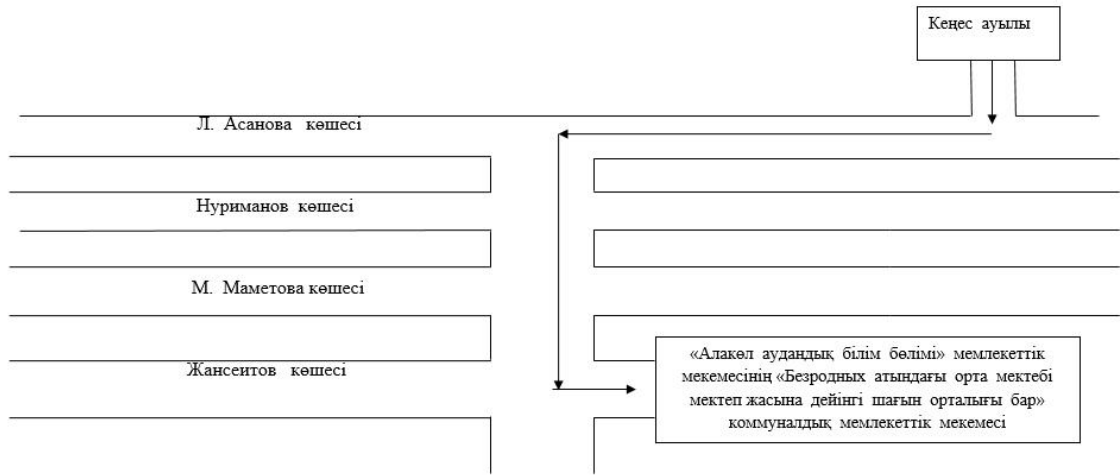 Кеңес ауылы
Л. Асанова көшесі
Нуриманов көшесі
М. Маметова көшесі
Жансеитов көшесі
«Алакөл аудандық білім бөлімі» мемлекеттік
мекемесінің «Безродных атындағы орта мектебі
мектеп жасына дейінгі шағын орталығы бар»
коммуналдық мемлекеттік мекемесі